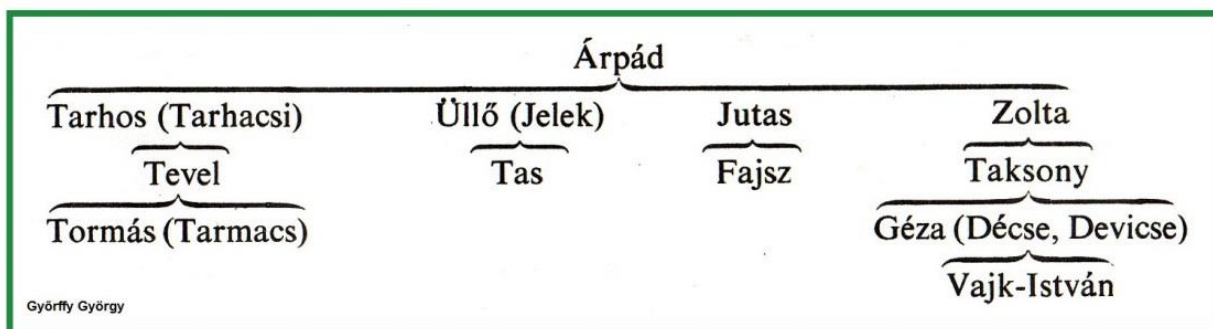 Árpád
Tarhos (Tarhacsi) Üllő (Jelek) Jutas Zolta
Tevel Tas Fajsz Taksony
Tormás (Tarmacs) Géza (Décse, Devicse)
Vajk-István
Györffy György